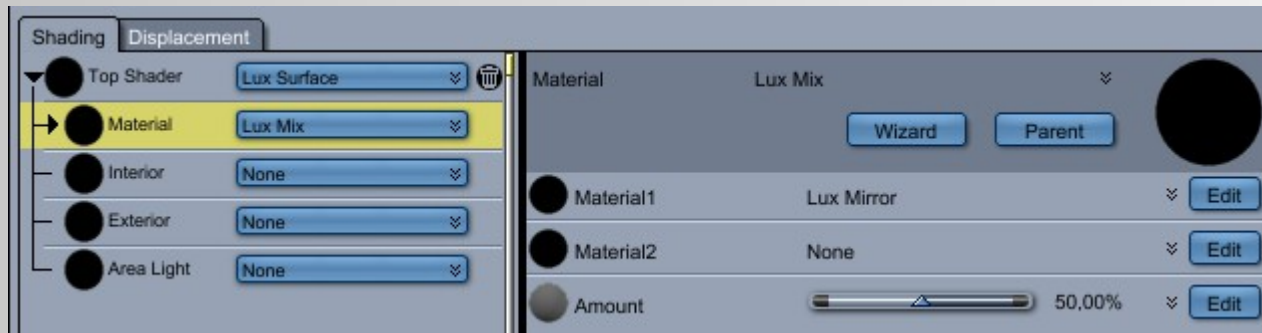 Shading Displacement
Top Shader Lux Surface
Material Lux Mix
Interior None
Exterior None
Area Light None
Material Lux Mix
Wizard Parent
Material1 Lux Mirror Edit
Material2 None Edit
Amount 50,00% Edit